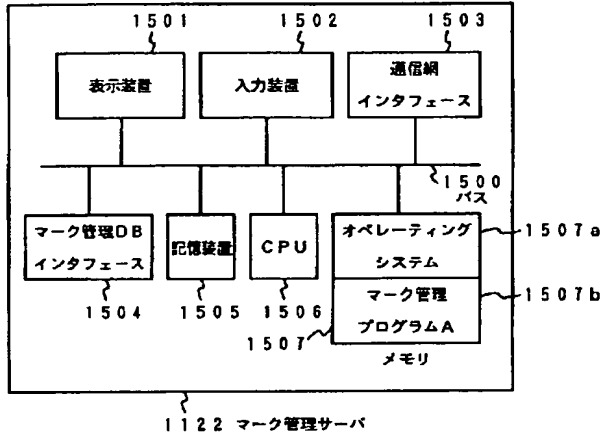 1501
1502
1503
表示装置
入力装置
通信網
インタフェース
1500
バス
マーク管理DB
インタフェース
記憶装置
CPU
オペレーティング
システム
マーク管理
プログラムA
1507a
1507b
1504
1505
1506
1507
メモリ
1122 マーク管理サーバ